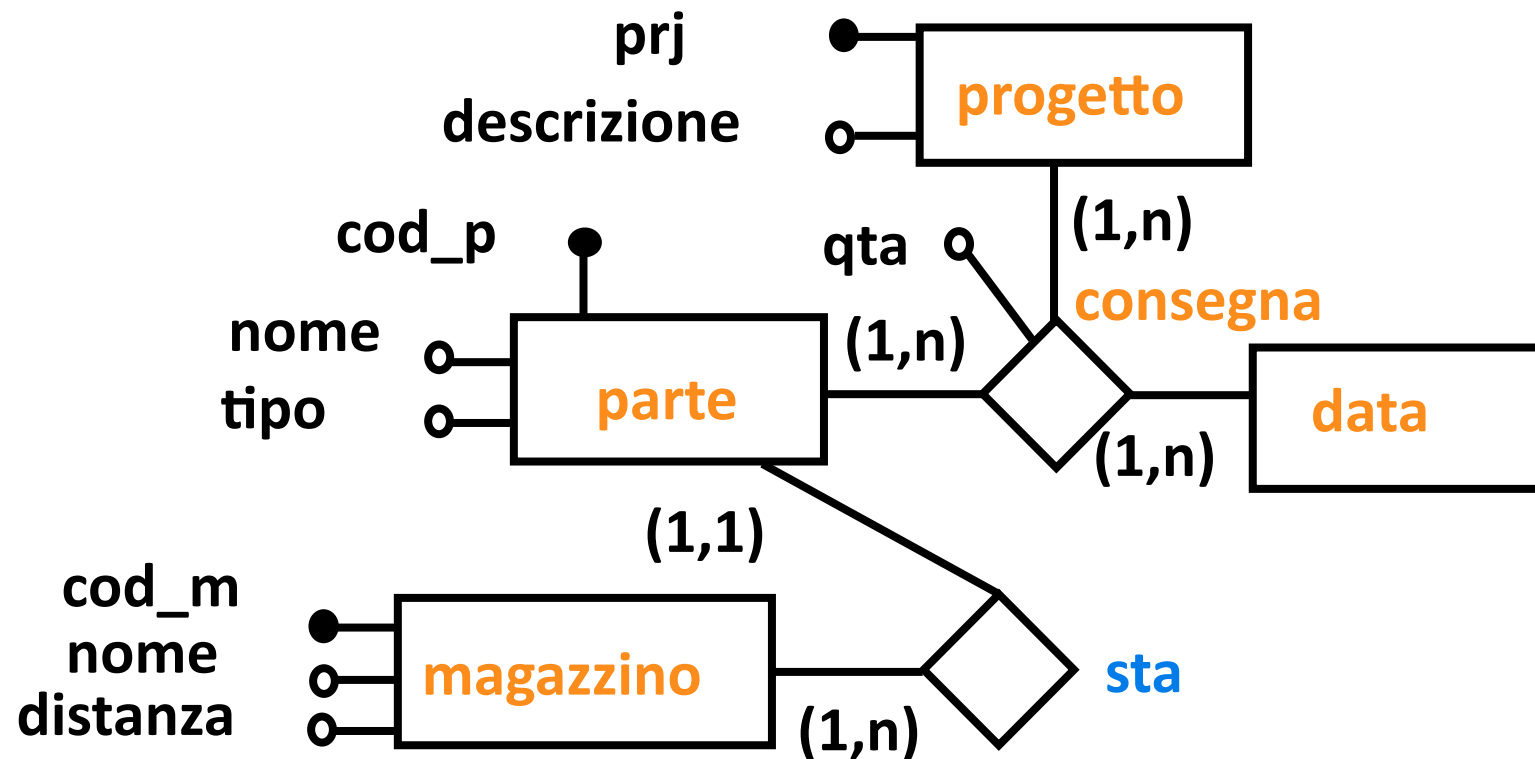 prj
progetto
descrizione
cod_p
qta
(1,n)
consegna
nome
(1,n)
tipo
parte
data
(1,n)
(1,1)
cod_m
nome
magazzino
sta
distanza
(1,n)